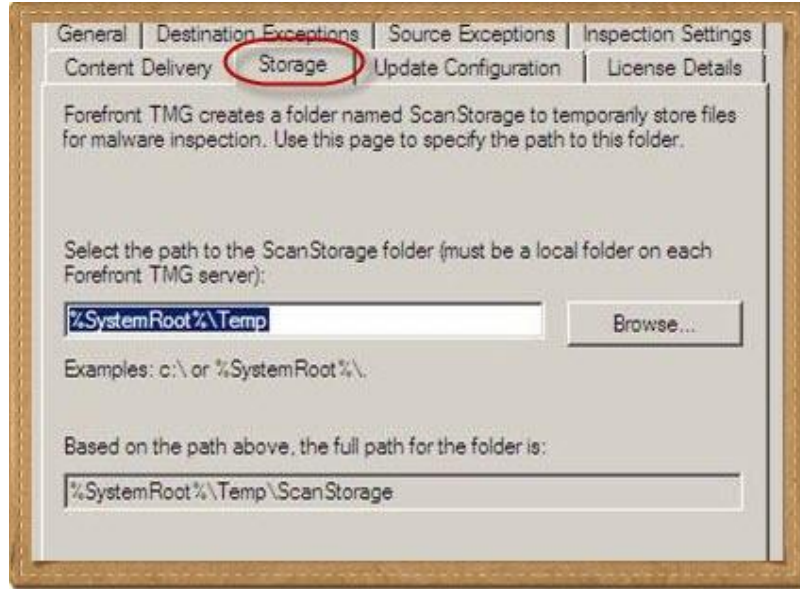 General Destination Exceptions Source Exceptions Inspection Settings
Content Delivery Storage Update Configuration License Details
Forefront TMG creates a folder named ScanStorage to temporarily store files
for malware inspection. Use this page to specify the path to this folder.
Select the path to the ScanStorage folder (must be a local folder on each
Forefront TMG server):
%SystemRoot%\Temp Browse...
Examples: c:\ or %SystemRoot%\.
Based on the path above, the full path for the folder is:
%SystemRoot%\Temp\ScanStorage